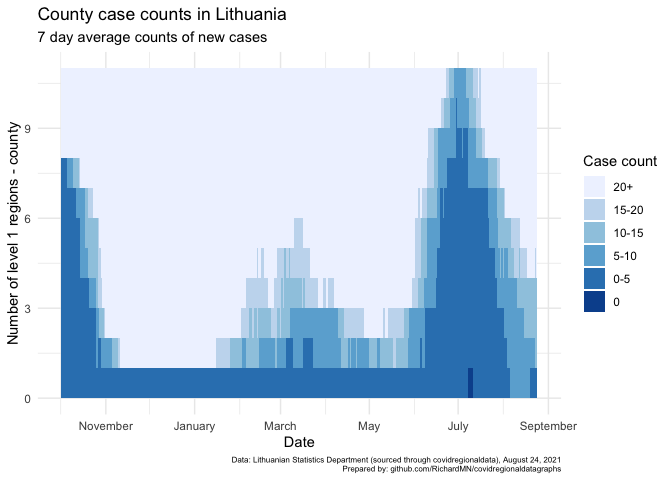 County case counts in Lithuania
7 day average counts of new cases
Number of level 1 regions - county
9
6
3
0
November
January
March
May
July
September
Date
Case count
20+
15-20
10-15
5-10
0-5
0
Data: Lithuanian Statistics Department (sourced through covidregionaldata), August 24, 2021
Prepared by: github.com/RichardMN/covidregionaldatagraphs